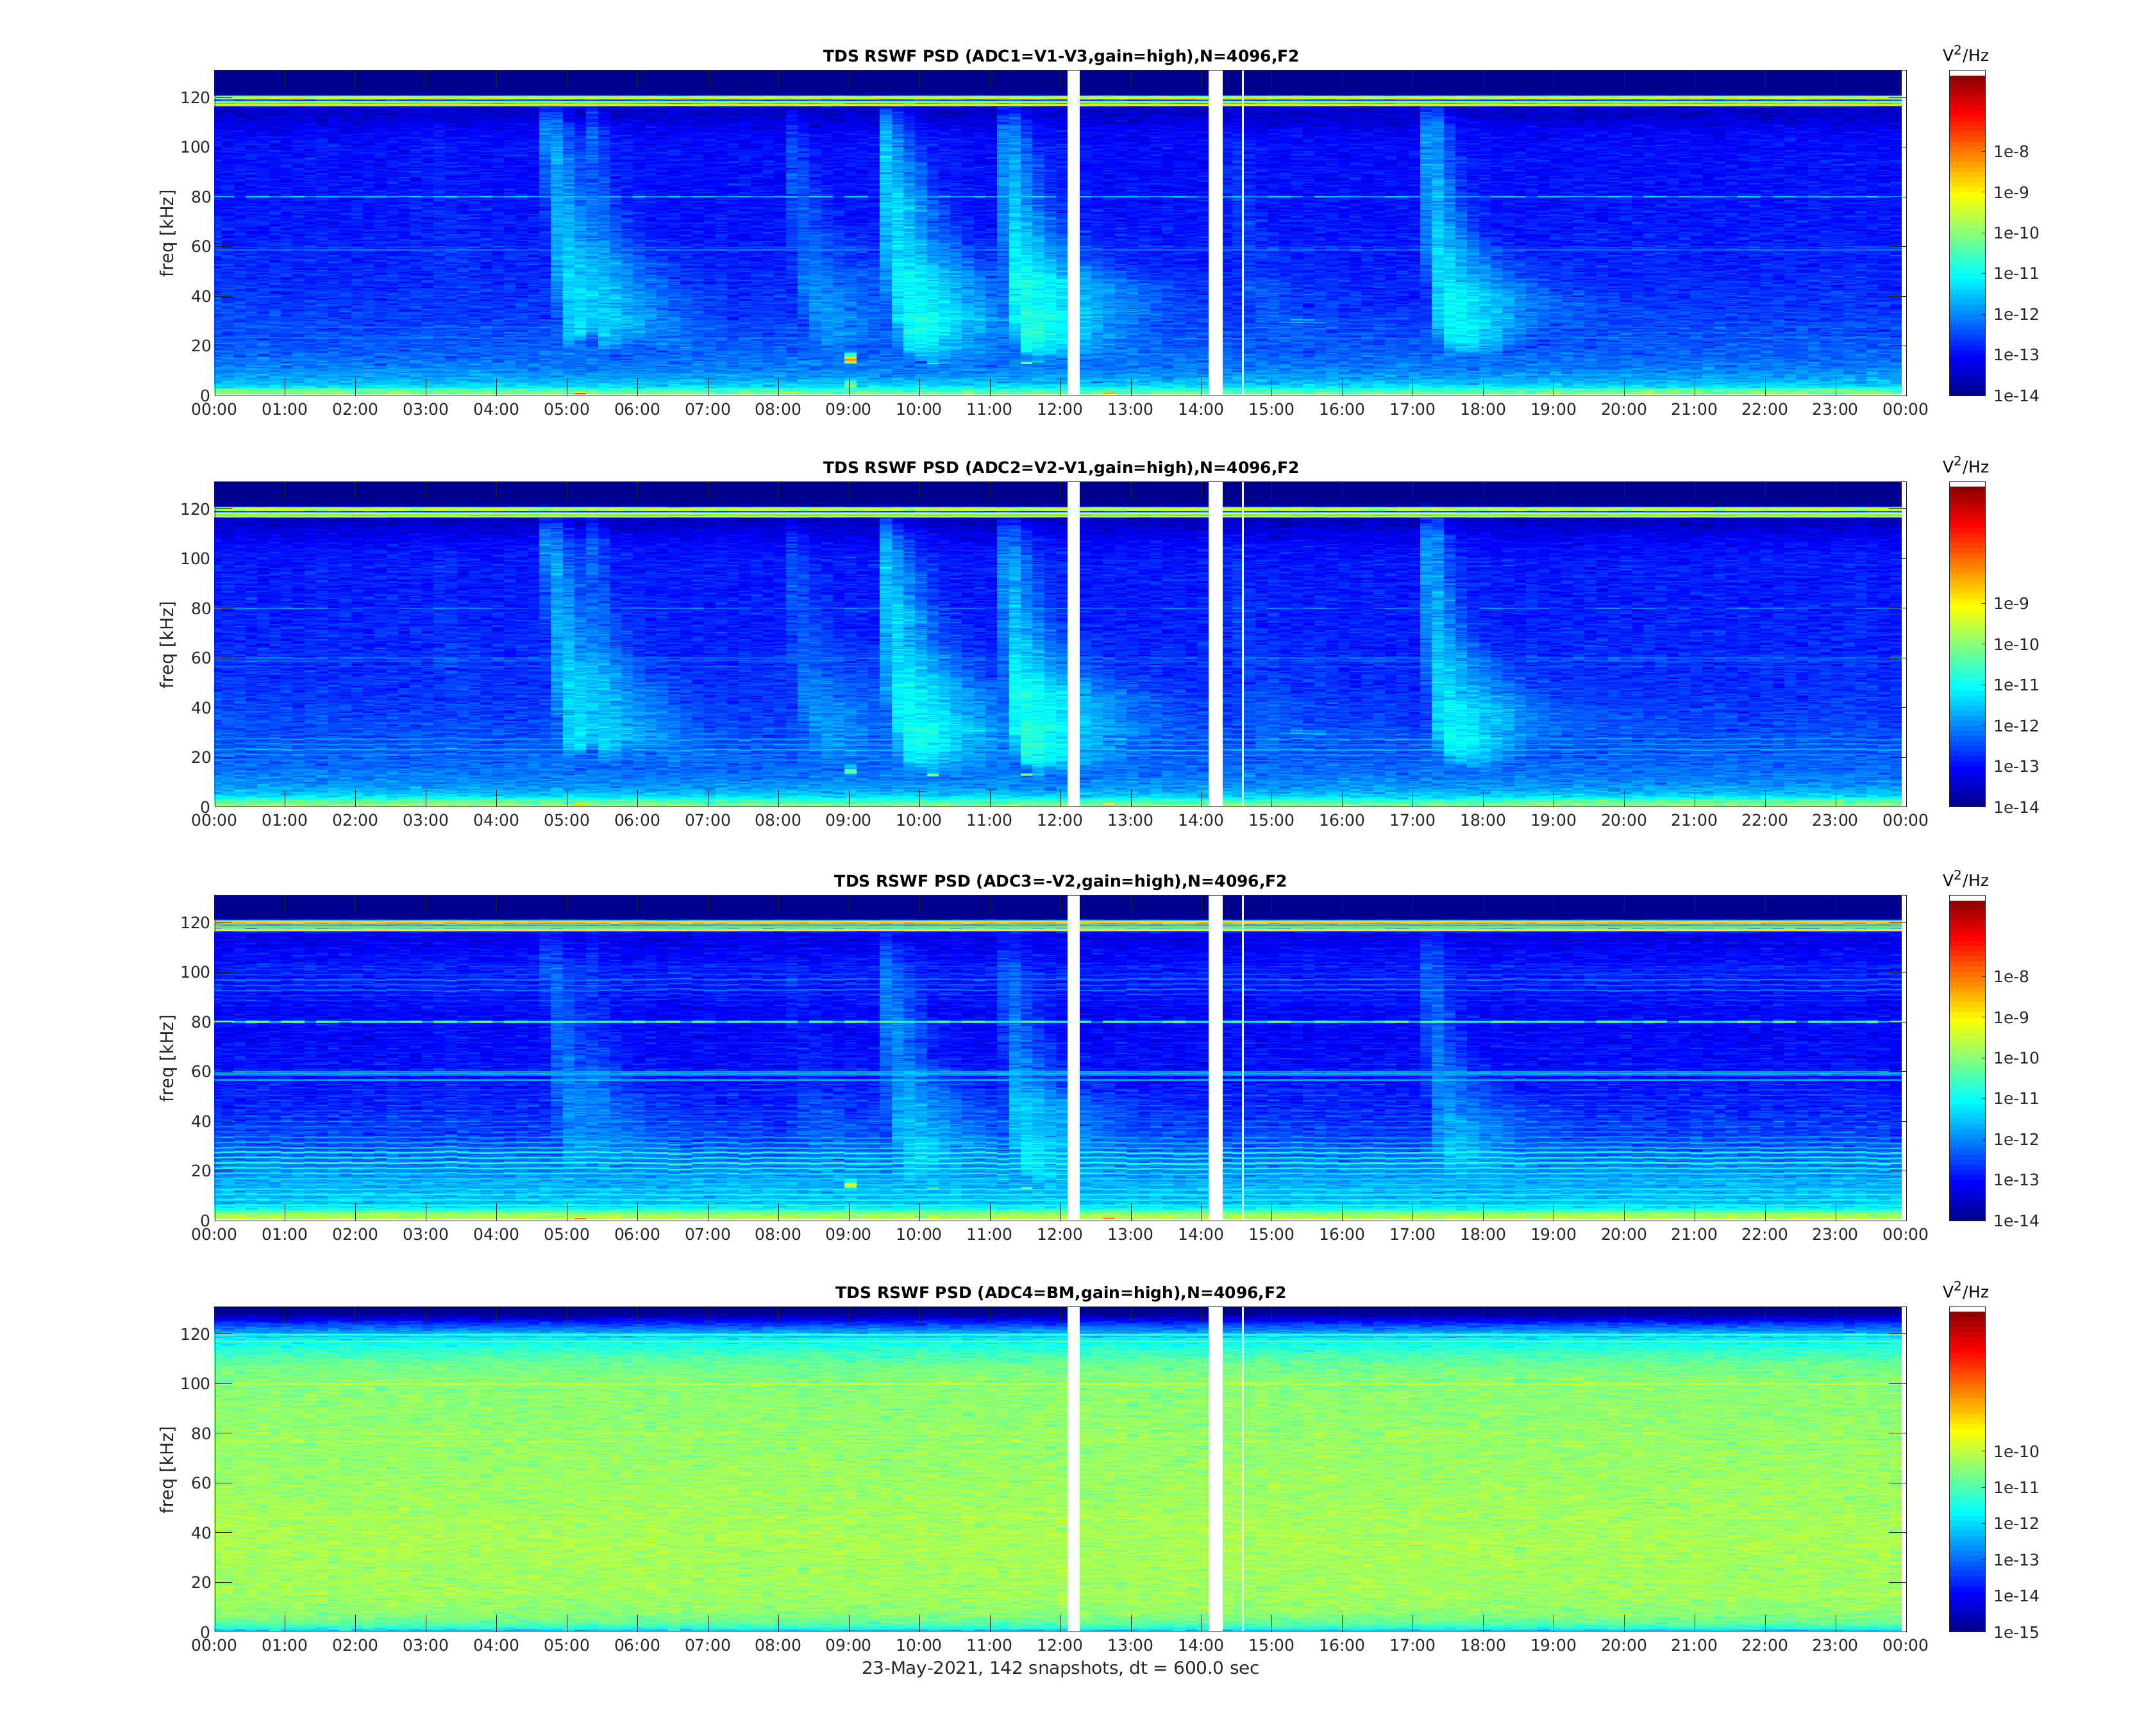 TDS RSWF PSD (ADC1=V1-V3,gain=high),N=4096,F2
V²/Hz
120
100
80
60
40
20
0
freq [kHz]
00:00 01:00 02:00 03:00 04:00 05:00 06:00 07:00 08:00 09:00 10:00 11:00 12:00 13:00 14:00 15:00 16:00 17:00 18:00 19:00 20:00 21:00 22:00 23:00 00:00
1e-8
1e-9
1e-10
1e-11
1e-12
1e-13
1e-14
TDS RSWF PSD (ADC2=V2-V1,gain=high),N=4096,F2
V²/Hz
120
100
80
60
40
20
0
freq [kHz]
00:00 01:00 02:00 03:00 04:00 05:00 06:00 07:00 08:00 09:00 10:00 11:00 12:00 13:00 14:00 15:00 16:00 17:00 18:00 19:00 20:00 21:00 22:00 23:00 00:00
1e-9
1e-10
1e-11
1e-12
1e-13
1e-14
TDS RSWF PSD (ADC3=-V2,gain=high),N=4096,F2
V²/Hz
120
100
80
60
40
20
0
freq [kHz]
00:00 01:00 02:00 03:00 04:00 05:00 06:00 07:00 08:00 09:00 10:00 11:00 12:00 13:00 14:00 15:00 16:00 17:00 18:00 19:00 20:00 21:00 22:00 23:00 00:00
1e-8
1e-9
1e-10
1e-11
1e-12
1e-13
1e-14
TDS RSWF PSD (ADC4=BM,gain=high),N=4096,F2
V²/Hz
120
100
80
60
40
20
0
freq [kHz]
00:00 01:00 02:00 03:00 04:00 05:00 06:00 07:00 08:00 09:00 10:00 11:00 12:00 13:00 14:00 15:00 16:00 17:00 18:00 19:00 20:00 21:00 22:00 23:00 00:00
1e-10
1e-11
1e-12
1e-13
1e-14
1e-15
23-May-2021, 142 snapshots, dt = 600.0 sec